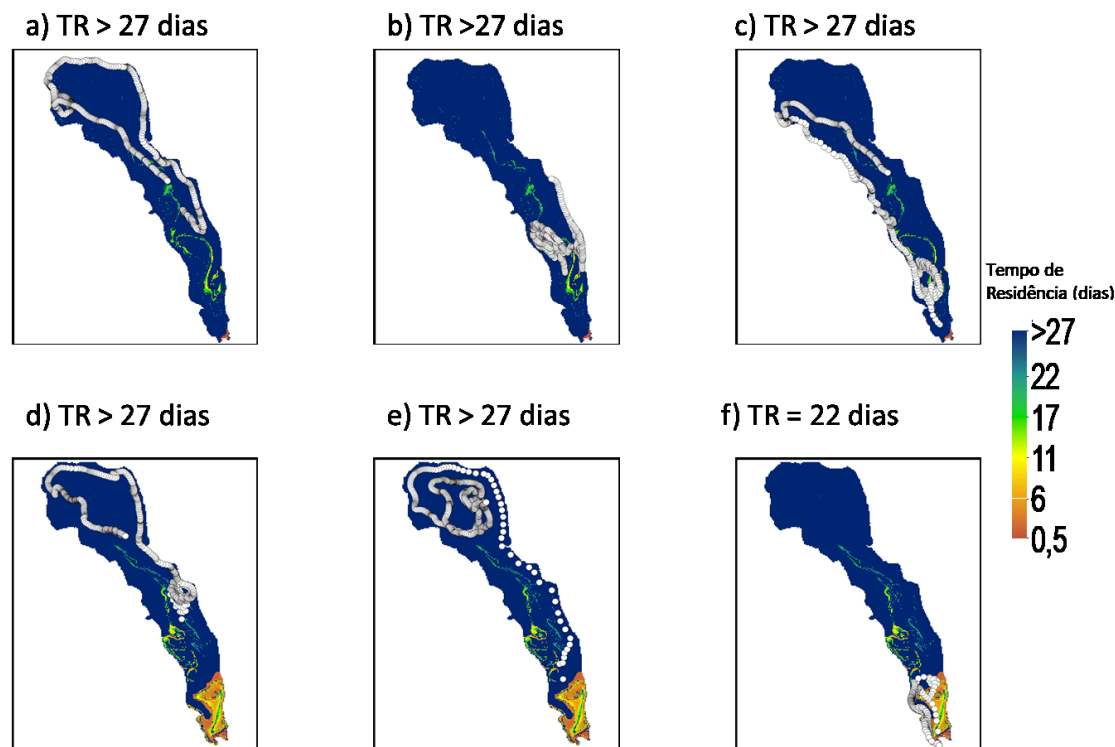 a) TR > 27 dias
b) TR >27 dias
c) TR > 27 dias
Tempo de
Residência (dias)
>27
22
17
11
6
0,5
d) TR > 27 dias
e) TR > 27 dias
f) TR = 22 dias